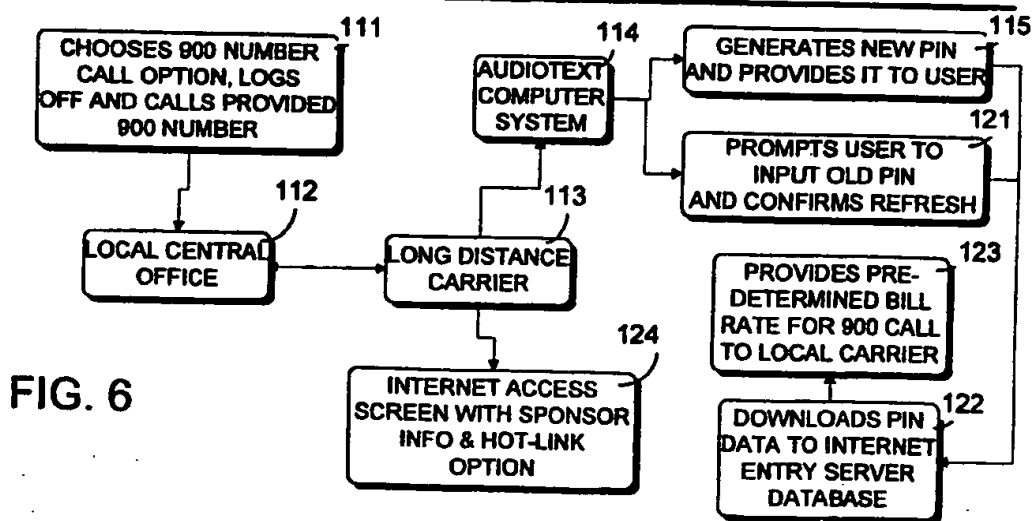 111
CHOOSES 900 NUMBER
CALL OPTION, LOGS
OFF AND CALLS PROVIDED
900 NUMBER
112
LOCAL CENTRAL
OFFICE
113
LONG DISTANCE
CARRIER
114
AUDIOTEXT
COMPUTER
SYSTEM
115
GENERATES NEW PIN
AND PROVIDES IT TO USER
121
PROMPTS USER TO
INPUT OLD PIN
AND CONFIRMS REFRESH
123
PROVIDES PRE-
DETERMINED BILL
RATE FOR 900 CALL
TO LOCAL CARRIER
124
INTERNET ACCESS
SCREEN WITH SPONSOR
INFO & HOT-LINK
OPTION
122
DOWNLOADS PIN
DATA TO INTERNET
ENTRY SERVER
DATABASE
FIG. 6